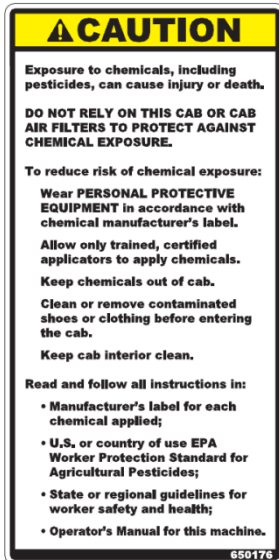 CAUTION
Exposure to chemicals, including
pesticides, can cause injury or death.
DO NOT RELY ON THIS CAB OR CAB
AIR FILTERS TO PROTECT AGAINST
CHEMICAL EXPOSURE.
To reduce risk of chemical exposure:
Wear PERSONAL PROTECTIVE
EQUIPMENT in accordance with
chemical manufacturer's label.
Allow only trained, certified
applicators to apply chemicals.
Keep chemicals out of cab.
Clean or remove contaminated
shoes or clothing before entering
the cab.
Keep cab interior clean.
Read and follow all instructions in:
• Manufacturer's label for each
chemical applied;
• U.S. or country of use EPA
Worker Protection Standard for
Agricultural Pesticides;
• State or regional guidelines for
worker safety and health;
• Operator's Manual for this machine.
650176